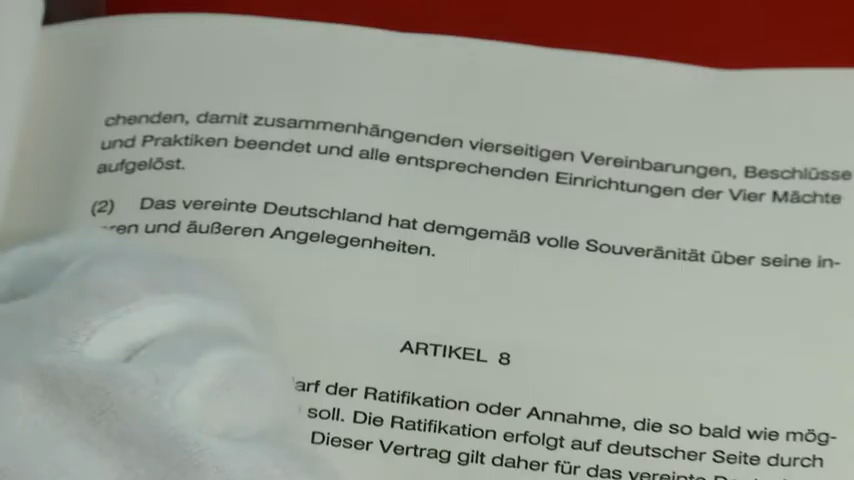 chenden, damit zusammenhängenden vierseitigen Vereinbarungen, Beschlüsse
und Praktiken beendet und alle entsprechenden Einrichtungen der Vier Mächte
aufgelöst.
(2) Das vereinte Deutschland hat demgemäß volle Souveränität über seine in-
ren und äußeren Angelegenheiten.
ARTIKEL 8
arf der Ratifikation oder Annahme, die so bald wie mög-
soll. Die Ratifikation erfolgt auf deutscher Seite durch
Dieser Vertrag gilt daher für das vereinte